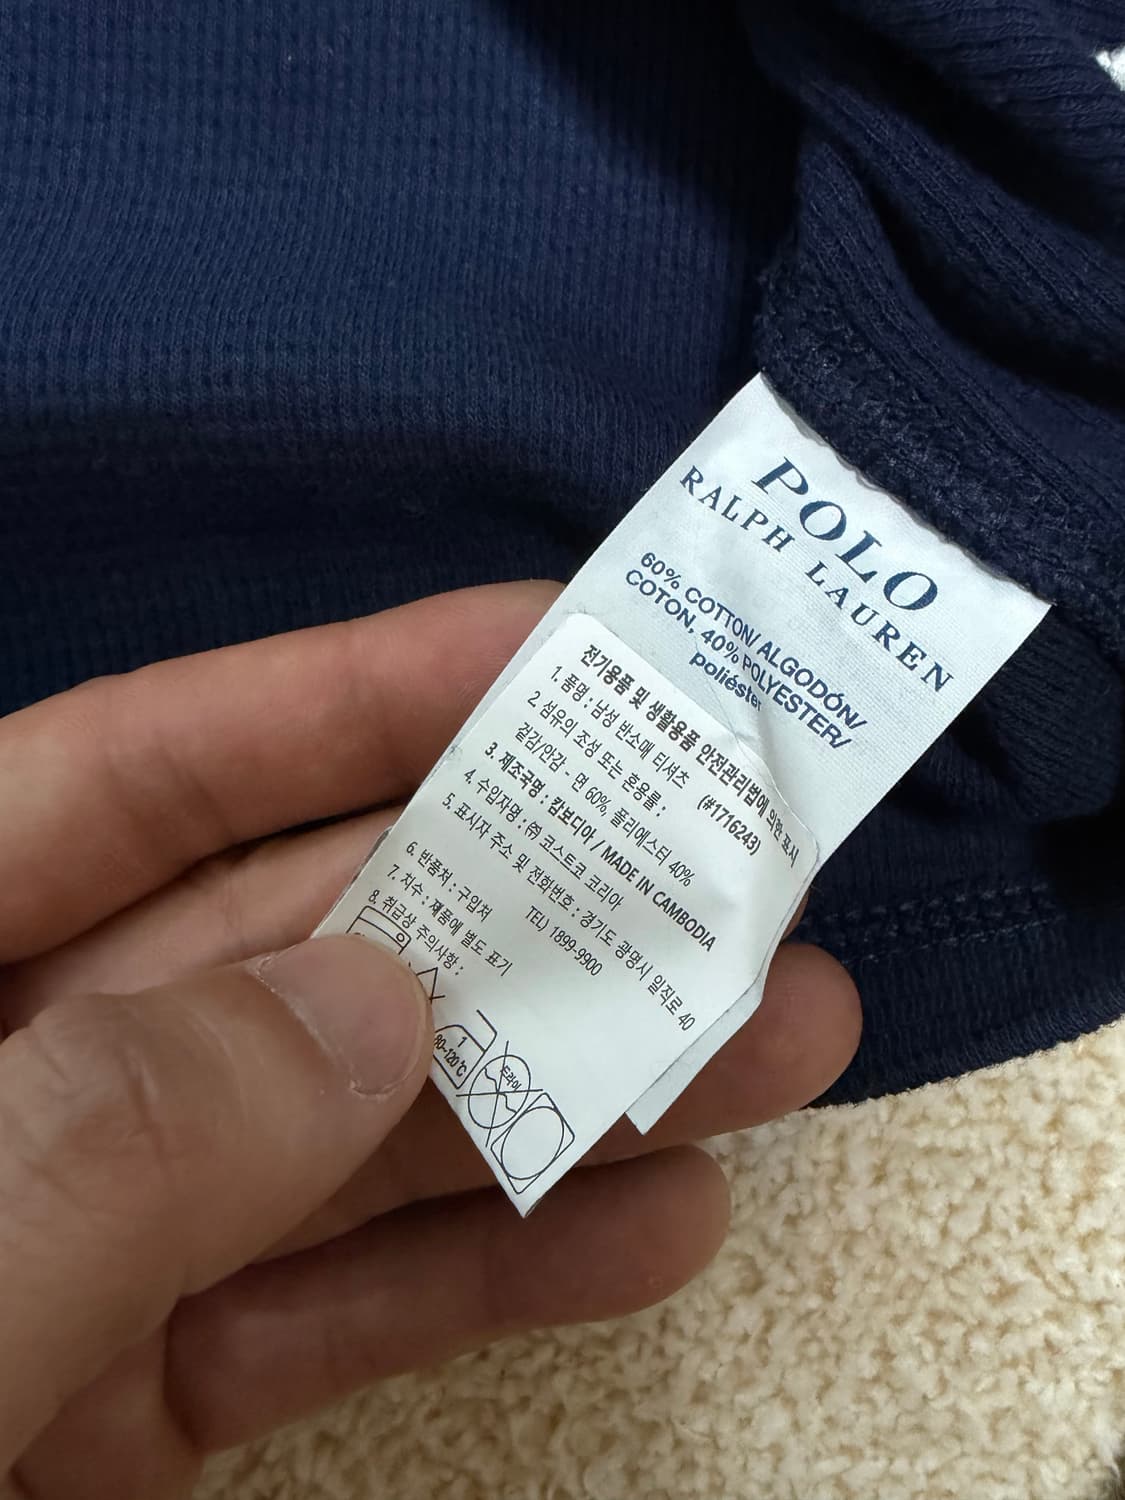 POLO
RALPH LAUREN
60% COTTON/ ALGODÓN/
COTON, 40% POLYESTER/
poliéster
전기용품 및 생활용품 안전관리법에 의한 표시
1. 품명 : 남성 반소매 티셔츠 (#1716243)
2. 섬유의 조성 또는 혼용률 :
겉감/안감 - 면 60%, 폴리에스터 40%
3. 제조국명 : 캄보디아 / MADE IN CAMBODIA
4. 수입자명 : ㈜ 코스트코 코리아
5. 표시자 주소 및 전화번호 : 경기도 광명시 일직로 40
TEL) 1899-9900
6. 반품처 : 구입처
7. 치수 : 제품에 별도 표기
8. 취급상 주의사항 :
1
80~120℃
드라이